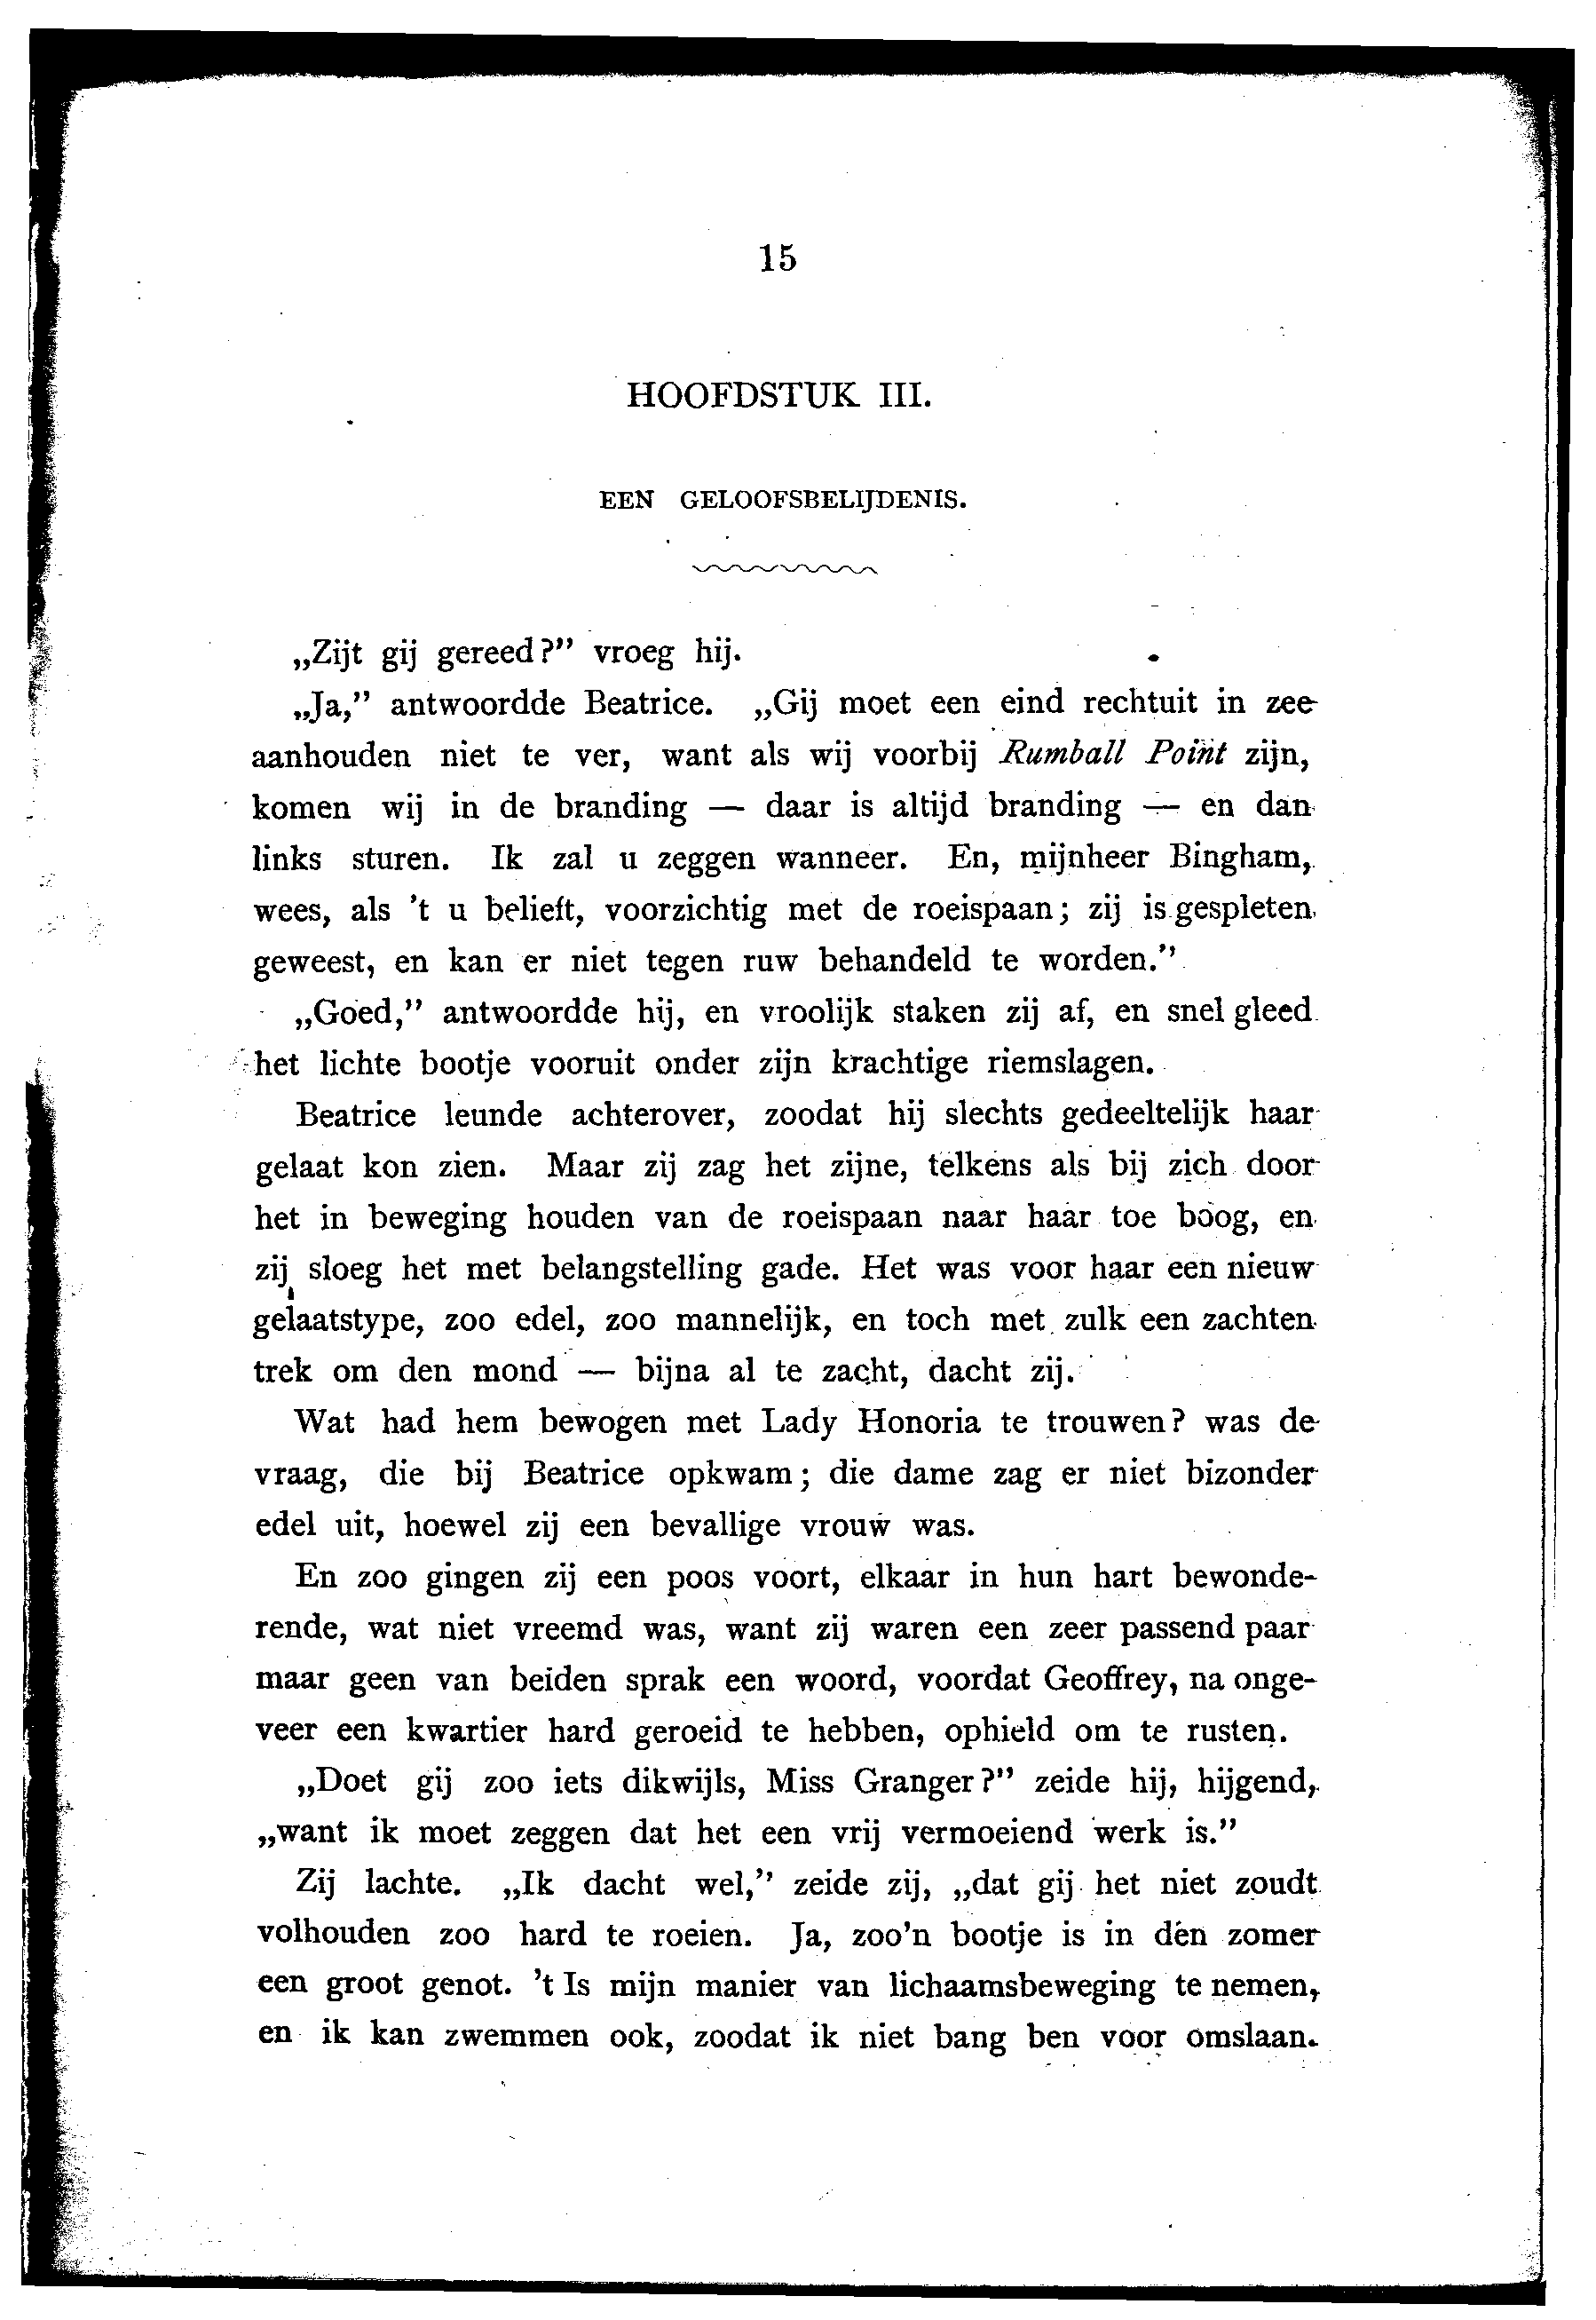 15
HOOFDSTUK III.
EEN GELOOFSBELIJDENIS.
„Zijt gij gereed?” vroeg hij.
„Ja,” antwoordde Beatrice. „Gij moet een eind rechtuit in zee
aanhouden niet te ver, want als wij voorbij Rumball Point zijn,
komen wij in de branding — daar is altijd branding — en dan
links sturen. Ik zal u zeggen wanneer. En, mijnheer Bingham,
wees, als 't u belieft, voorzichtig met de roeispaan; zij is gespleten
geweest, en kan er niet tegen ruw behandeld te worden.”
„Goed,” antwoordde hij, en vroolijk staken zij af, en snel gleed
het lichte bootje vooruit onder zijn krachtige riemslagen.
Beatrice leunde achterover, zoodat hij slechts gedeeltelijk haar
gelaat kon zien. Maar zij zag het zijne, telkens als bij zich door
het in beweging houden van de roeispaan naar haar toe boog, en
zij sloeg het met belangstelling gade. Het was voor haar een nieuw
gelaatstype, zoo edel, zoo mannelijk, en toch met zulk een zachten
trek om den mond — bijna al te zacht, dacht zij.
Wat had hem bewogen met Lady Honoria te trouwen? was de
vraag, die bij Beatrice opkwam; die dame zag er niet bizonder
edel uit, hoewel zij een bevallige vrouw was.
En zoo gingen zij een poos voort, elkaar in hun hart bewonde-
rende, wat niet vreemd was, want zij waren een zeer passend paar
maar geen van beiden sprak een woord, voordat Geoffrey, na onge-
veer een kwartier hard geroeid te hebben, ophield om te rusten.
„Doet gij zoo iets dikwijls, Miss Granger?” zeide hij, hijgend,
„want ik moet zeggen dat het een vrij vermoeiend werk is.”
Zij lachte. „Ik dacht wel,” zeide zij, „dat gij het niet zoudt
volhouden zoo hard te roeien. Ja, zoo'n bootje is in den zomer
een groot genot. 't Is mijn manier van lichaamsbeweging te nemen,
en ik kan zwemmen ook, zoodat ik niet bang ben voor omslaan.